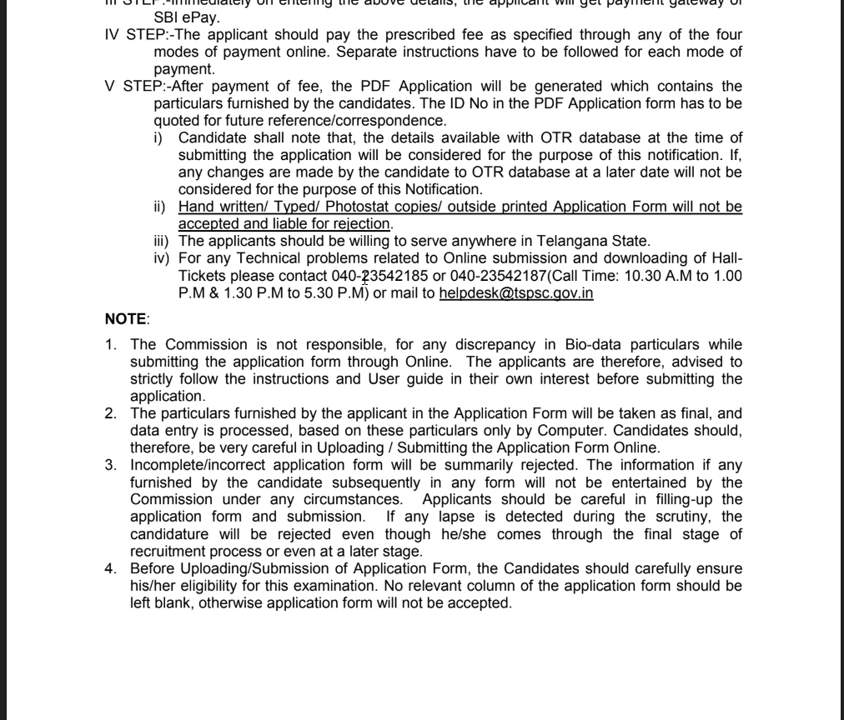 III STEP:-Immediately on entering the above details, the applicant will get payment gateway of
SBI ePay.
IV STEP:-The applicant should pay the prescribed fee as specified through any of the four
modes of payment online. Separate instructions have to be followed for each mode of
payment.
V STEP:-After payment of fee, the PDF Application will be generated which contains the
particulars furnished by the candidates. The ID No in the PDF Application form has to be
quoted for future reference/correspondence.
i) Candidate shall note that, the details available with OTR database at the time of
submitting the application will be considered for the purpose of this notification. If,
any changes are made by the candidate to OTR database at a later date will not be
considered for the purpose of this Notification.
ii) Hand written/ Typed/ Photostat copies/ outside printed Application Form will not be
accepted and liable for rejection.
iii) The applicants should be willing to serve anywhere in Telangana State.
iv) For any Technical problems related to Online submission and downloading of Hall-
Tickets please contact 040-23542185 or 040-23542187(Call Time: 10.30 A.M to 1.00
P.M & 1.30 P.M to 5.30 P.M) or mail to helpdesk@tspsc.gov.in
NOTE:
1. The Commission is not responsible, for any discrepancy in Bio-data particulars while
submitting the application form through Online. The applicants are therefore, advised to
strictly follow the instructions and User guide in their own interest before submitting the
application.
2. The particulars furnished by the applicant in the Application Form will be taken as final, and
data entry is processed, based on these particulars only by Computer. Candidates should,
therefore, be very careful in Uploading / Submitting the Application Form Online.
3. Incomplete/incorrect application form will be summarily rejected. The information if any
furnished by the candidate subsequently in any form will not be entertained by the
Commission under any circumstances. Applicants should be careful in filling-up the
application form and submission. If any lapse is detected during the scrutiny, the
candidature will be rejected even though he/she comes through the final stage of
recruitment process or even at a later stage.
4. Before Uploading/Submission of Application Form, the Candidates should carefully ensure
his/her eligibility for this examination. No relevant column of the application form should be
left blank, otherwise application form will not be accepted.